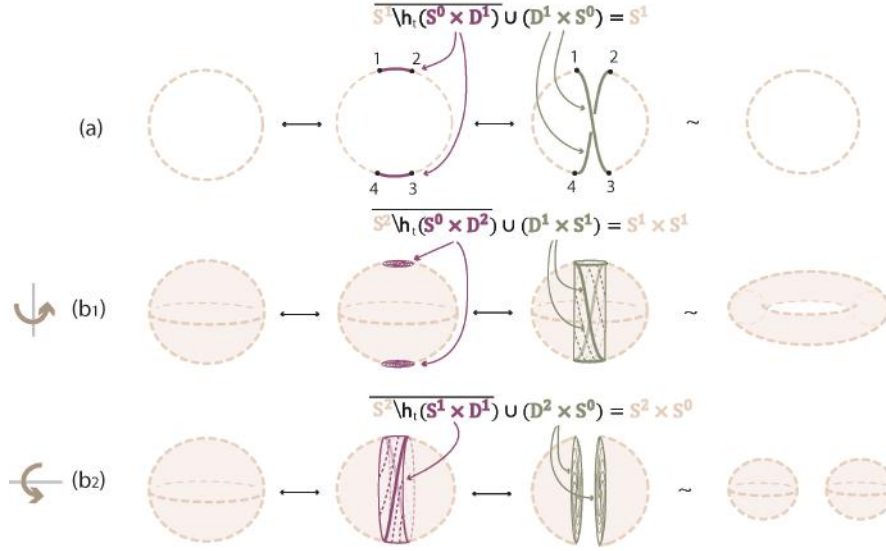 S¹\hₜ(S⁰ × D¹) ∪ (D¹ × S⁰) = S¹
1 2 1 2
(a) ~
4 3 4 3
S²\hₜ(S⁰ × D²) ∪ (D¹ × S¹) = S¹ × S¹
(b1) ~
S²\hₜ(S¹ × D¹) ∪ (D² × S⁰) = S² × S⁰
(b2) ~